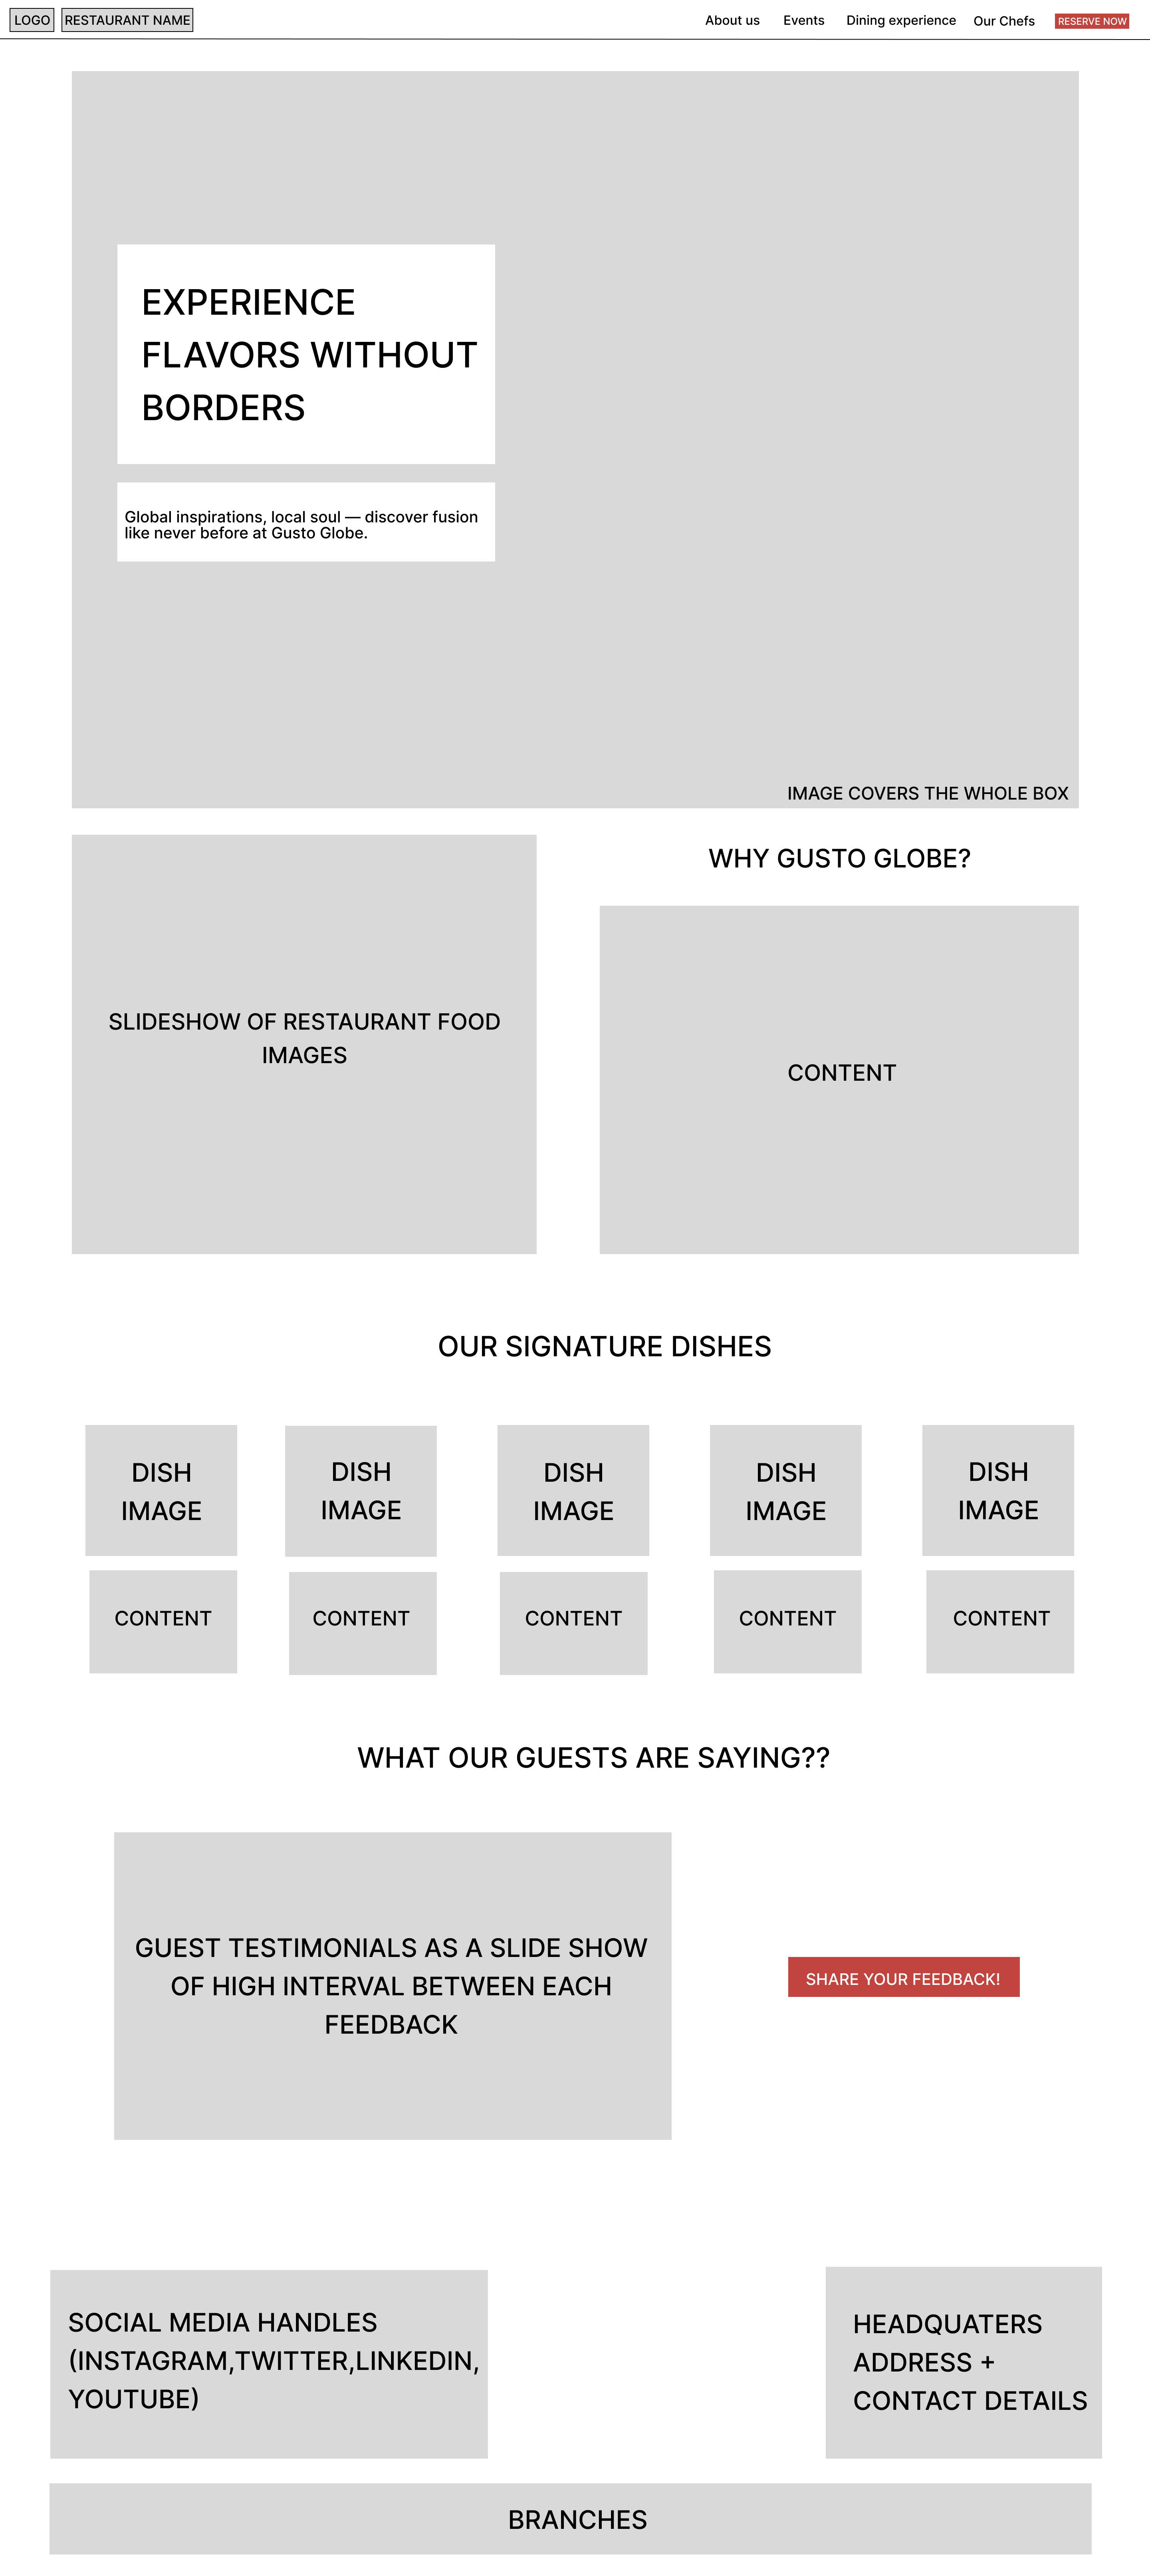 LOGO
RESTAURANT NAME
About us
Events
Dining experience
Our Chefs
RESERVE NOW
EXPERIENCE
FLAVORS WITHOUT
BORDERS
Global inspirations, local soul — discover fusion
like never before at Gusto Globe.
IMAGE COVERS THE WHOLE BOX
SLIDESHOW OF RESTAURANT FOOD
IMAGES
WHY GUSTO GLOBE?
CONTENT
OUR SIGNATURE DISHES
DISH
IMAGE
DISH
IMAGE
DISH
IMAGE
DISH
IMAGE
DISH
IMAGE
CONTENT
CONTENT
CONTENT
CONTENT
CONTENT
WHAT OUR GUESTS ARE SAYING??
GUEST TESTIMONIALS AS A SLIDE SHOW
OF HIGH INTERVAL BETWEEN EACH
FEEDBACK
SHARE YOUR FEEDBACK!
SOCIAL MEDIA HANDLES
(INSTAGRAM,TWITTER,LINKEDIN,
YOUTUBE)
HEADQUATERS
ADDRESS +
CONTACT DETAILS
BRANCHES